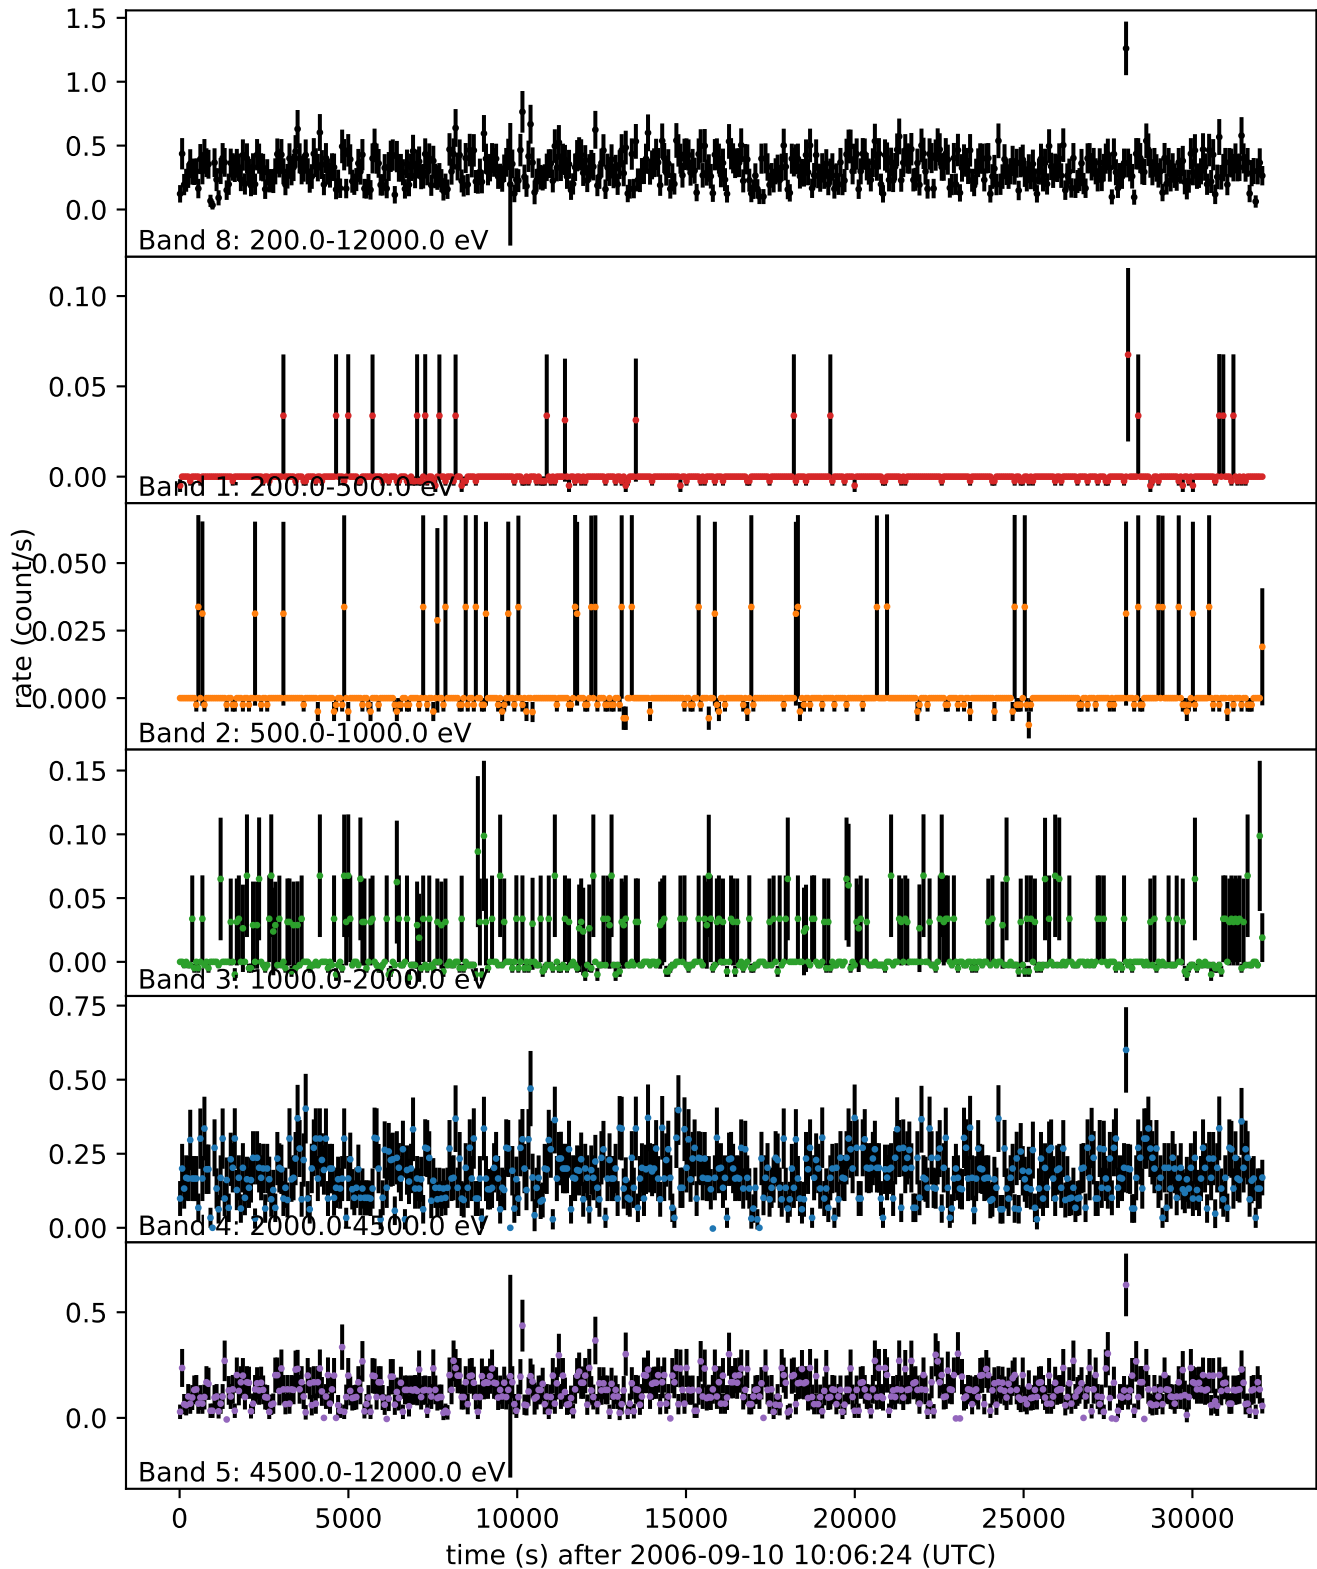 1.5
1.0
0.5
0.0
Band 8: 200.0-12000.0 eV
0.10
0.05
0.00
Band 1: 200.0-500.0 eV
0.050
0.025
0.000
Band 2: 500.0-1000.0 eV
rate (count/s)
0.15
0.10
0.05
0.00
Band 3: 1000.0-2000.0 eV
0.75
0.50
0.25
0.00
Band 4: 2000.0-4500.0 eV
0.5
0.0
Band 5: 4500.0-12000.0 eV
0 5000 10000 15000 20000 25000 30000
time (s) after 2006-09-10 10:06:24 (UTC)